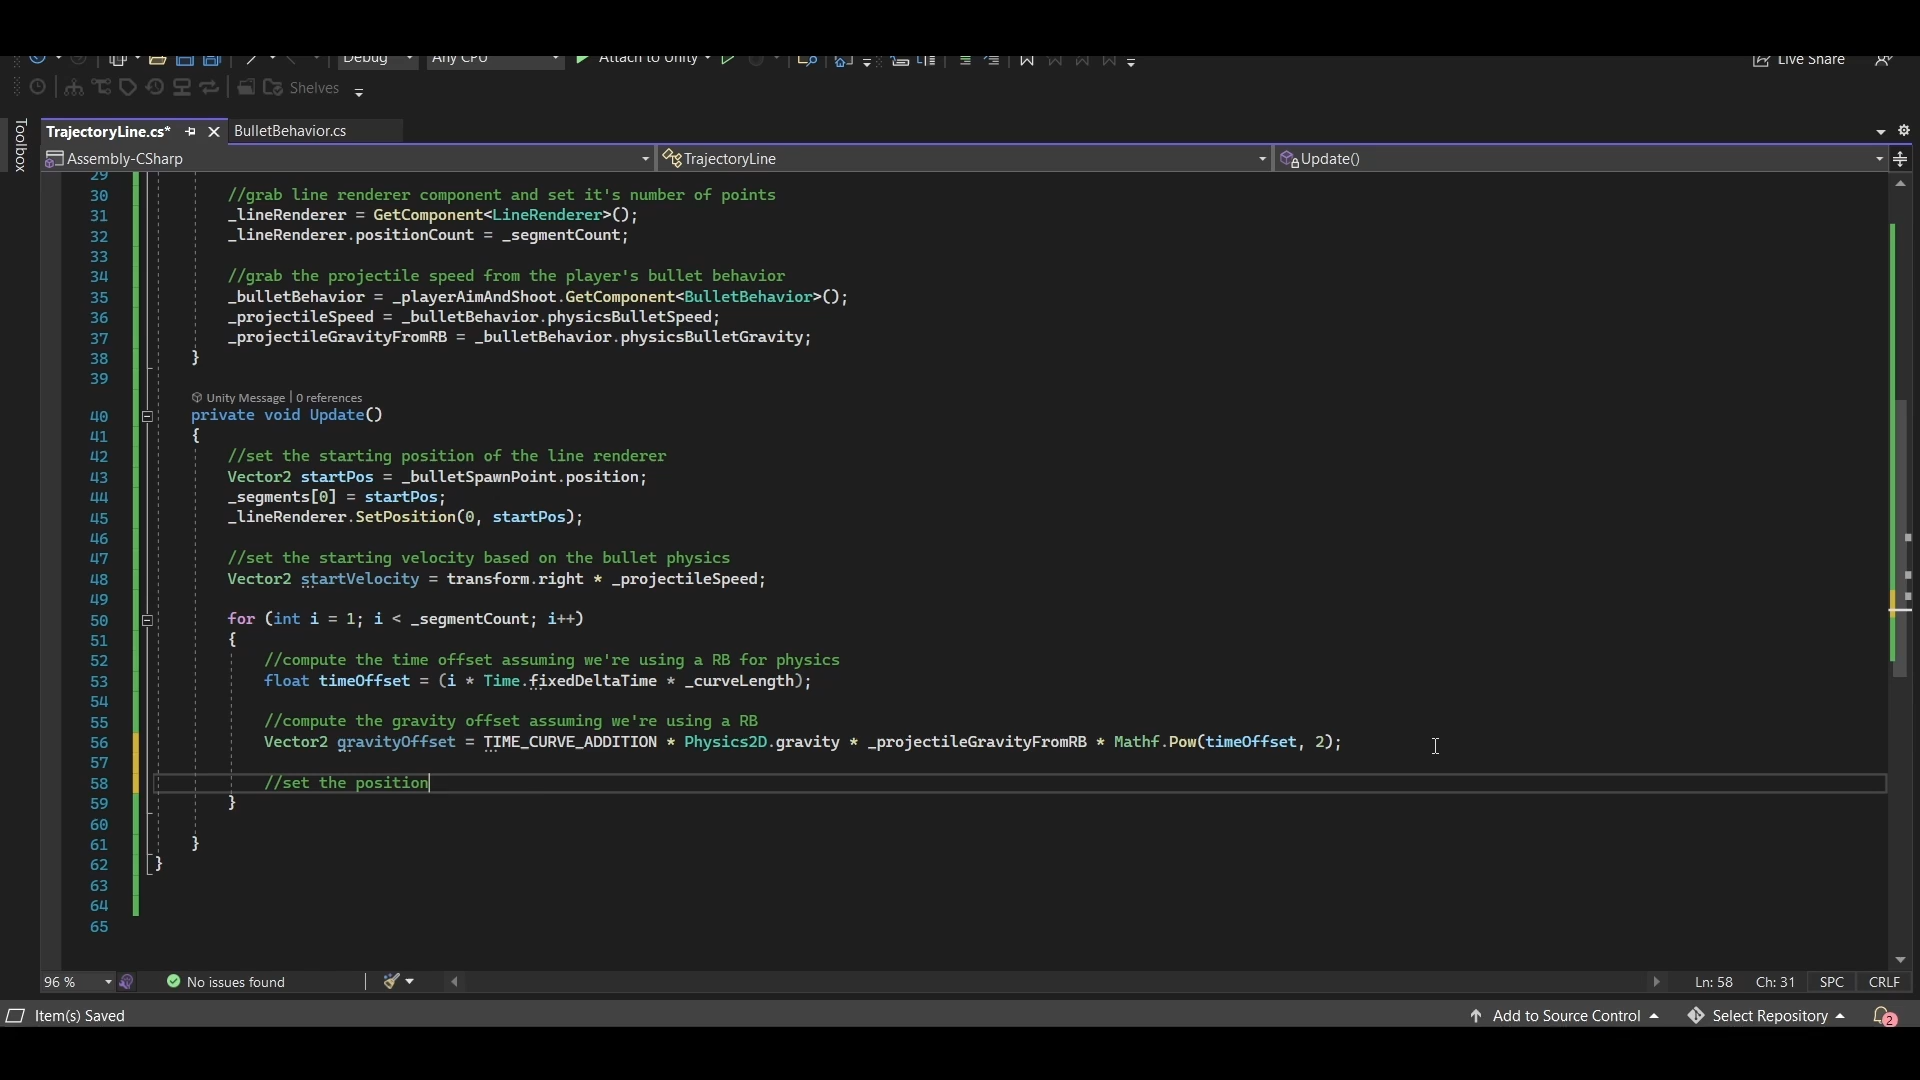 Debug Any CPU Attach to Unity Live Share
Shelves
Toolbox
TrajectoryLine.cs* BulletBehavior.cs
Assembly-CSharp TrajectoryLine Update()
29
30 //grab line renderer component and set it's number of points
31 _lineRenderer = GetComponent<LineRenderer>();
32 _lineRenderer.positionCount = _segmentCount;
33
34 //grab the projectile speed from the player's bullet behavior
35 _bulletBehavior = _playerAimAndShoot.GetComponent<BulletBehavior>();
36 _projectileSpeed = _bulletBehavior.physicsBulletSpeed;
37 _projectileGravityFromRB = _bulletBehavior.physicsBulletGravity;
38 }
39
Unity Message | 0 references
40 private void Update()
41 {
42 //set the starting position of the line renderer
43 Vector2 startPos = _bulletSpawnPoint.position;
44 _segments[0] = startPos;
45 _lineRenderer.SetPosition(0, startPos);
46
47 //set the starting velocity based on the bullet physics
48 Vector2 startVelocity = transform.right * _projectileSpeed;
49
50 for (int i = 1; i < _segmentCount; i++)
51 {
52 //compute the time offset assuming we're using a RB for physics
53 float timeOffset = (i * Time.fixedDeltaTime * _curveLength);
54
55 //compute the gravity offset assuming we're using a RB
56 Vector2 gravityOffset = TIME_CURVE_ADDITION * Physics2D.gravity * _projectileGravityFromRB * Mathf.Pow(timeOffset, 2);
57
58 //set the position
59 }
60
61 }
62 }
63
64
65
96 % No issues found Ln: 58 Ch: 31 SPC CRLF
Item(s) Saved Add to Source Control Select Repository 2